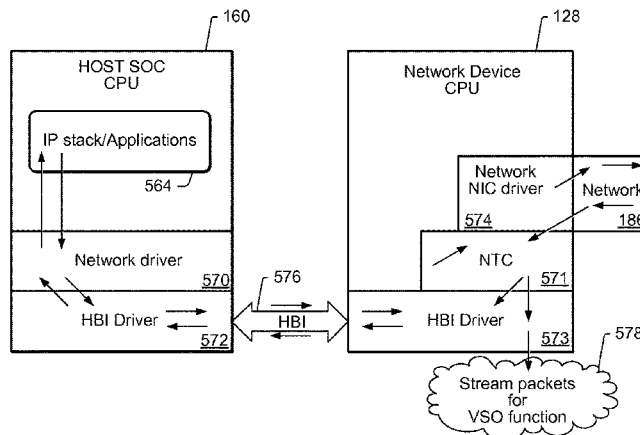 160
128
HOST SOC
CPU
Network Device
CPU
IP stack/Applications
564
Network
NIC driver
574
Network
186
Network driver
570
NTC
571
576
HBI
HBI Driver
572
HBI Driver
573
578
Stream packets
for
VSO function